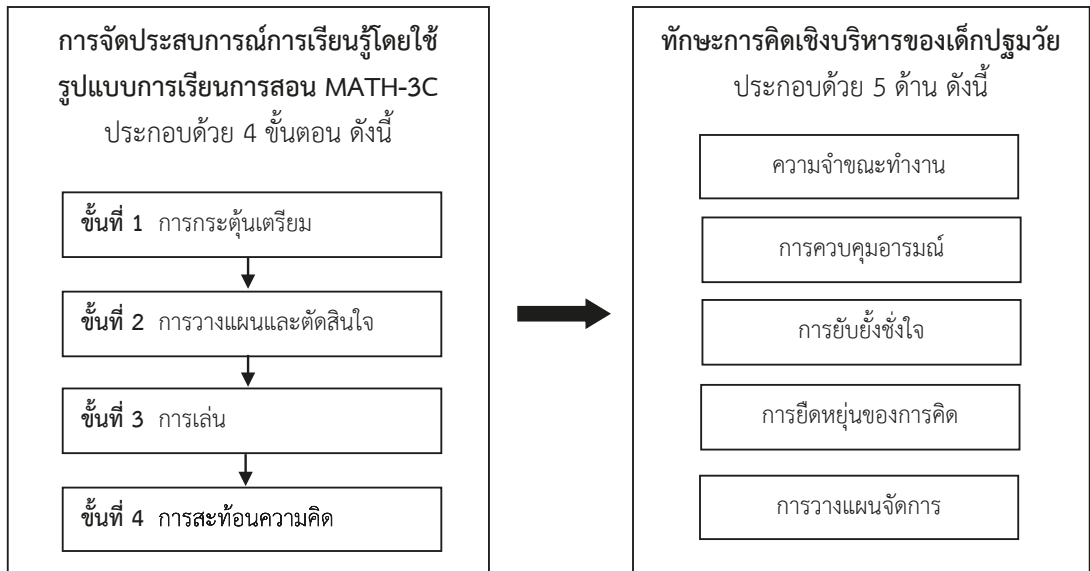 การจัดประสบการณ์การเรียนรู้โดยใช้
รูปแบบการเรียนการสอน MATH-3C
ประกอบด้วย 4 ขั้นตอน ดังนี้
ขั้นที่ 1 การกระตุ้นเตรียม
ขั้นที่ 2 การวางแผนและตัดสินใจ
ขั้นที่ 3 การเล่น
ขั้นที่ 4 การสะท้อนความคิด
ทักษะการคิดเชิงบริหารของเด็กปฐมวัย
ประกอบด้วย 5 ด้าน ดังนี้
ความจำขณะทำงาน
การควบคุมอารมณ์
การยับยั้งชั่งใจ
การยืดหยุ่นของการคิด
การวางแผนจัดการ